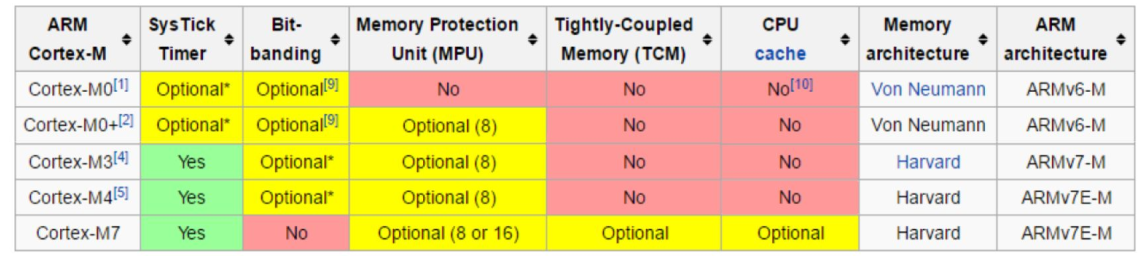 ARM Cortex-M SysTick Timer Bit-banding Memory Protection Unit (MPU) Tightly-Coupled Memory (TCM) CPU cache Memory architecture ARM architecture
Cortex-M0[1] Optional* Optional[9] No No No[10] Von Neumann ARMv6-M
Cortex-M0+[2] Optional* Optional[9] Optional (8) No No Von Neumann ARMv6-M
Cortex-M3[4] Yes Optional* Optional (8) No No Harvard ARMv7-M
Cortex-M4[5] Yes Optional* Optional (8) No No Harvard ARMv7E-M
Cortex-M7 Yes No Optional (8 or 16) Optional Optional Harvard ARMv7E-M